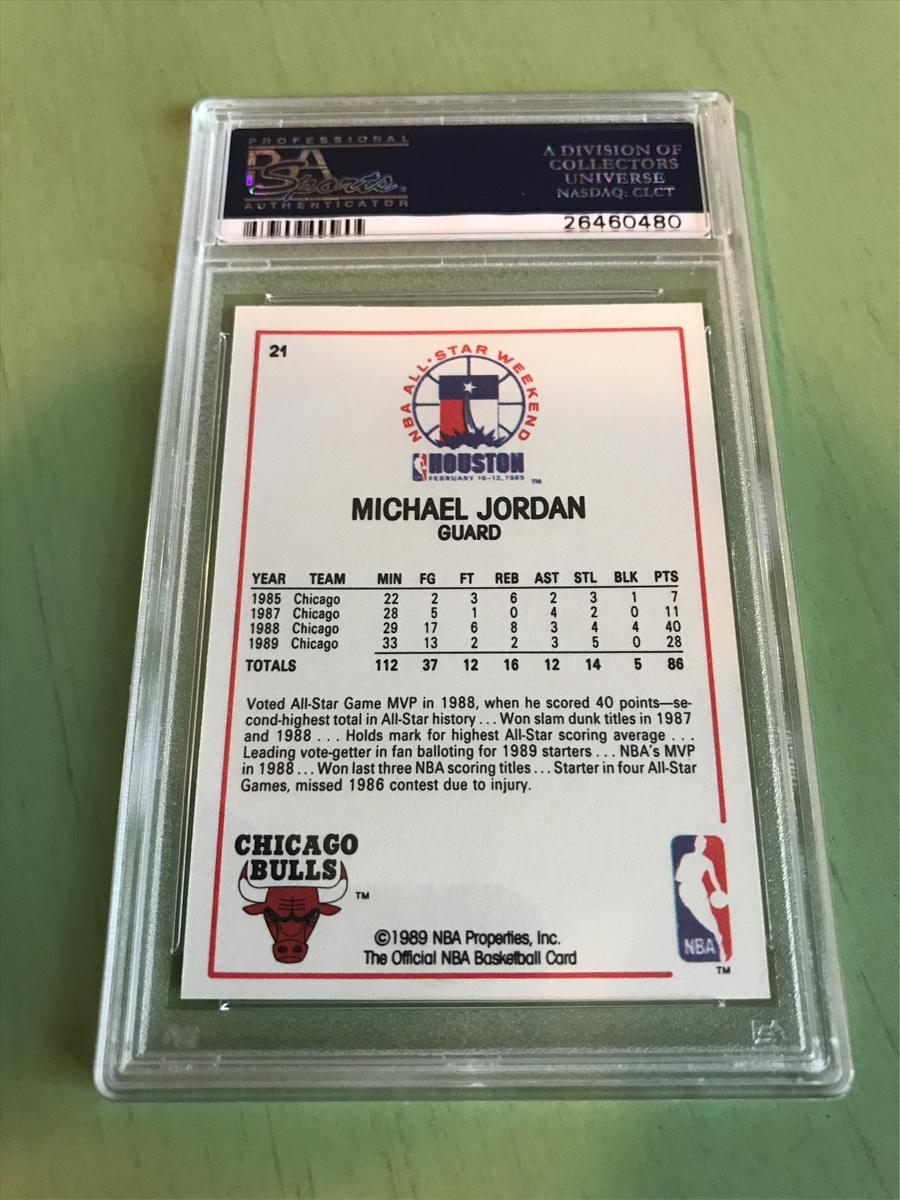 PROFESSIONAL
PSA
Sports
AUTHENTICATOR
A DIVISION OF
COLLECTORS
UNIVERSE
NASDAQ: CLCT
26460480
21
NBA ALL·STAR WEEKEND
HOUSTON
FEBRUARY 10-12, 1989 ™
MICHAEL JORDAN
GUARD
YEAR TEAM MIN FG FT REB AST STL BLK PTS
1985 Chicago 22 2 3 6 2 3 1 7
1987 Chicago 28 5 1 0 4 2 0 11
1988 Chicago 29 17 6 8 3 4 4 40
1989 Chicago 33 13 2 2 3 5 0 28
TOTALS 112 37 12 16 12 14 5 86
Voted All-Star Game MVP in 1988, when he scored 40 points—se-
cond-highest total in All-Star history . . . Won slam dunk titles in 1987
and 1988 . . . Holds mark for highest All-Star scoring average . . .
Leading vote-getter in fan balloting for 1989 starters . . . NBA's MVP
in 1988 . . . Won last three NBA scoring titles . . . Starter in four All-Star
Games, missed 1986 contest due to injury.
CHICAGO
BULLS
™
©1989 NBA Properties, Inc.
The Official NBA Basketball Card
NBA
™